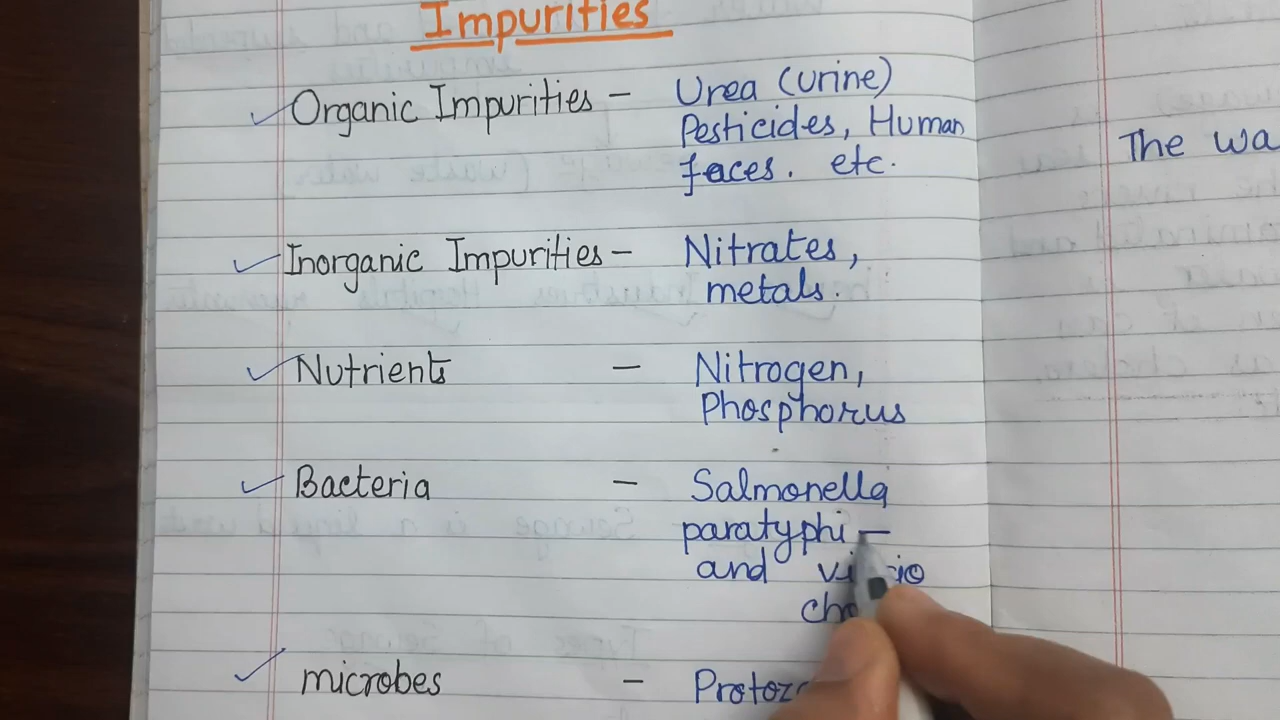 Impurities
Organic Impurities - Urea (urine)
Pesticides, Human
faces. etc.
Inorganic Impurities - Nitrates,
metals.
Nutrients - Nitrogen,
Phosphorus
Bacteria - Salmonella
paratyphi -
and
microbes -
The